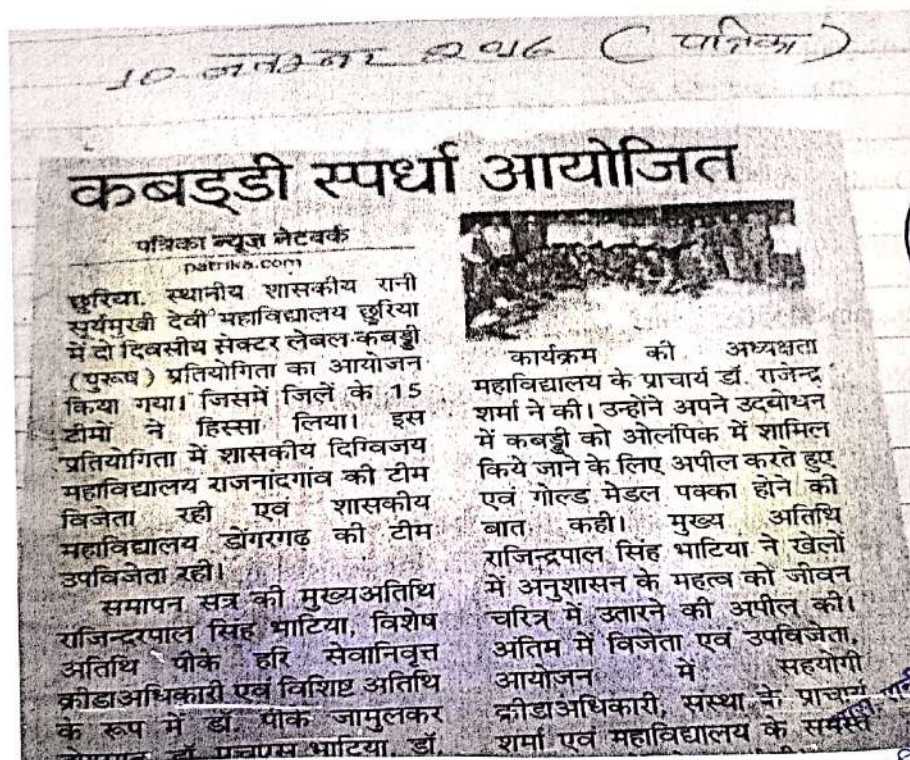 10 2016 (पत्रिका)
कबड्डी स्पर्धा आयोजित
पत्रिका न्यूज नेटवर्क
patrika.com
छुरिया. स्थानीय शासकीय रानी
सूर्यमुखी देवी महाविद्यालय छुरिया
में दो दिवसीय सेक्टर लेबल कबड्डी
(पुरूष) प्रतियोगिता का आयोजन
किया गया। जिसमें जिलें के 15
टीमों ने हिस्सा लिया। इस
प्रतियोगिता में शासकीय दिग्विजय
महाविद्यालय राजनादगांव की टीम
विजेता रही एवं शासकीय
महाविद्यालय डोंगरगढ़ की टीम
उपविजेता रही।
समापन सत्र की मुख्यअतिथि
राजिन्दरपाल सिंह भाटिया, विशेष
अतिथि पीके हरि सेवानिवृत्त
क्रीडाअधिकारी एवं विशिष्ट अतिथि
के रूप में डॉ. पीके जामुलकर
डॉ. एचएस भाटिया, डॉ.
कार्यक्रम की अध्यक्षता
महाविद्यालय के प्राचार्य डॉ. राजेन्द्र
शर्मा ने की। उन्होंने अपने उदबोधन
में कबड्डी को ओलंपिक में शामिल
किये जाने के लिए अपील करते हुए
एवं गोल्ड मेडल पक्का होने की
बात कही। मुख्य अतिथि
राजिन्द्रपाल सिंह भाटिया ने खेलों
में अनुशासन के महत्व को जीवन
चरित्र में उतारने की अपील की।
अंतिम में विजेता एवं उपविजेता,
आयोजन में सहयोगी
क्रीडाअधिकारी, संस्था के प्राचार्य
शर्मा एवं महाविद्यालय के समस्त